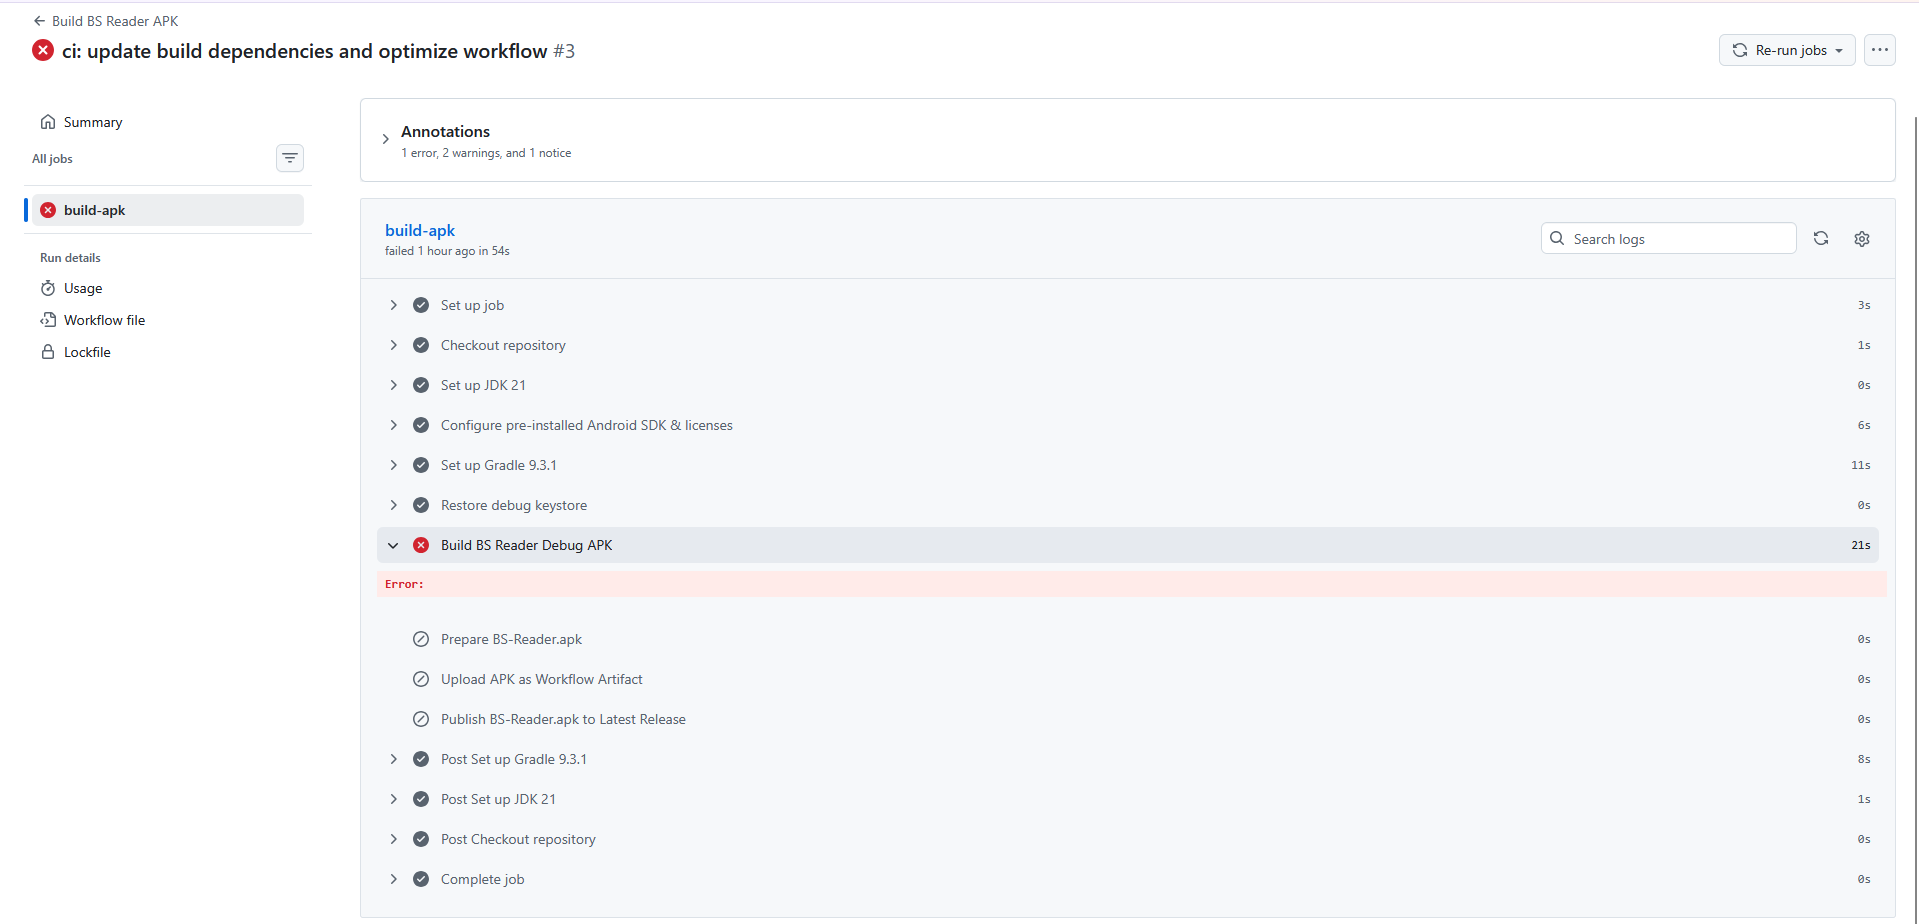 Build BS Reader APK
ci: update build dependencies and optimize workflow #3
Re-run jobs
Summary
All jobs
build-apk
Run details
Usage
Workflow file
Lockfile
Annotations
1 error, 2 warnings, and 1 notice
build-apk
failed 1 hour ago in 54s
Search logs
Set up job 3s
Checkout repository 1s
Set up JDK 21 0s
Configure pre-installed Android SDK & licenses 6s
Set up Gradle 9.3.1 11s
Restore debug keystore 0s
Build BS Reader Debug APK 21s
Error:
Prepare BS-Reader.apk 0s
Upload APK as Workflow Artifact 0s
Publish BS-Reader.apk to Latest Release 0s
Post Set up Gradle 9.3.1 8s
Post Set up JDK 21 1s
Post Checkout repository 0s
Complete job 0s